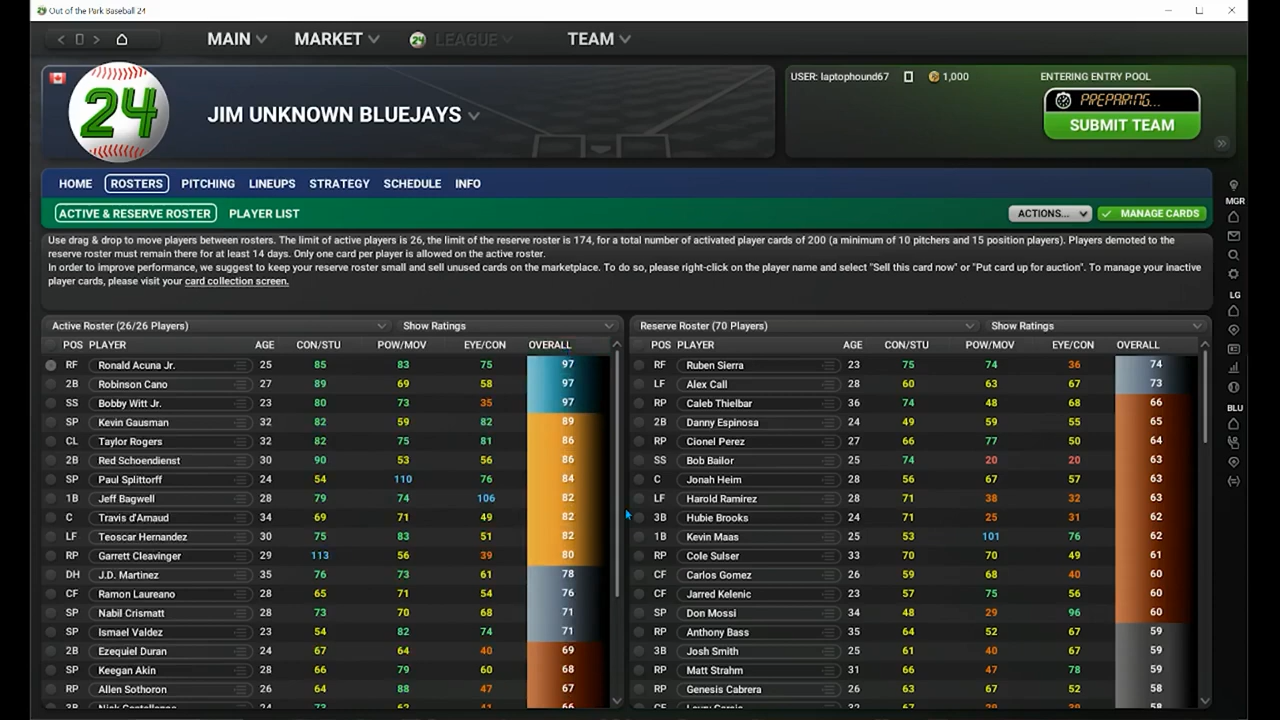 Out of the Park Baseball 24
MAIN
MARKET
LEAGUE
TEAM
24
JIM UNKNOWN BLUEJAYS
USER: laptophound67
1,000
ENTERING ENTRY POOL
PREPARING...
SUBMIT TEAM
HOME ROSTERS PITCHING LINEUPS STRATEGY SCHEDULE INFO
ACTIVE & RESERVE ROSTER PLAYER LIST
ACTIONS...
MANAGE CARDS
Use drag & drop to move players between rosters. The limit of active players is 26, the limit of the reserve roster is 174, for a total number of activated player cards of 200 (a minimum of 10 pitchers and 15 position players). Players demoted to the
reserve roster must remain there for at least 14 days. Only one card per player is allowed on the active roster.
In order to improve performance, we suggest to keep your reserve roster small and sell unused cards on the marketplace. To do so, please right-click on the player name and select "Sell this card now" or "Put card up for auction". To manage your inactive
player cards, please visit your card collection screen.
Active Roster (26/26 Players) Show Ratings
POS PLAYER AGE CON/STU POW/MOV EYE/CON OVERALL
RF Ronald Acuna Jr. 25 85 83 75 97
2B Robinson Cano 27 89 69 58 97
SS Bobby Witt Jr. 23 80 73 35 97
SP Kevin Gausman 32 82 59 82 89
CL Taylor Rogers 32 82 75 81 86
2B Red Schoendienst 30 90 53 56 86
SP Paul Splittorff 24 54 110 76 84
1B Jeff Bagwell 28 79 74 106 82
C Travis d'Arnaud 34 69 71 49 82
LF Teoscar Hernandez 30 75 83 51 82
RP Garrett Cleavinger 29 113 56 39 80
DH J.D. Martinez 35 76 73 61 78
CF Ramon Laureano 28 65 71 54 76
SP Nabil Crismatt 28 73 70 68 71
SP Ismael Valdez 23 54 82 74 71
2B Ezequiel Duran 24 67 64 40 69
SP Keegan Akin 28 66 79 60 68
RP Allen Sothoron 26 64 88 47 67
3B Nick Castellanos 24 73 62 41 66
Reserve Roster (70 Players) Show Ratings
POS PLAYER AGE CON/STU POW/MOV EYE/CON OVERALL
RF Ruben Sierra 23 75 74 36 74
LF Alex Call 28 60 63 67 73
RP Caleb Thielbar 36 74 48 68 66
2B Danny Espinosa 24 49 59 55 65
RP Cionel Perez 27 66 77 50 64
SS Bob Bailor 25 74 20 20 63
C Jonah Heim 28 56 67 57 63
LF Harold Ramirez 28 71 38 32 63
3B Hubie Brooks 24 71 25 31 62
1B Kevin Maas 25 53 101 76 62
RP Cole Sulser 33 70 70 49 61
CF Carlos Gomez 26 59 68 40 60
CF Jarred Kelenic 23 57 75 56 60
SP Don Mossi 34 48 29 96 60
RP Anthony Bass 35 64 52 67 59
3B Josh Smith 25 61 40 67 59
RP Matt Strahm 31 66 47 78 59
RP Genesis Cabrera 26 63 67 52 58
MGR
LG
BLU